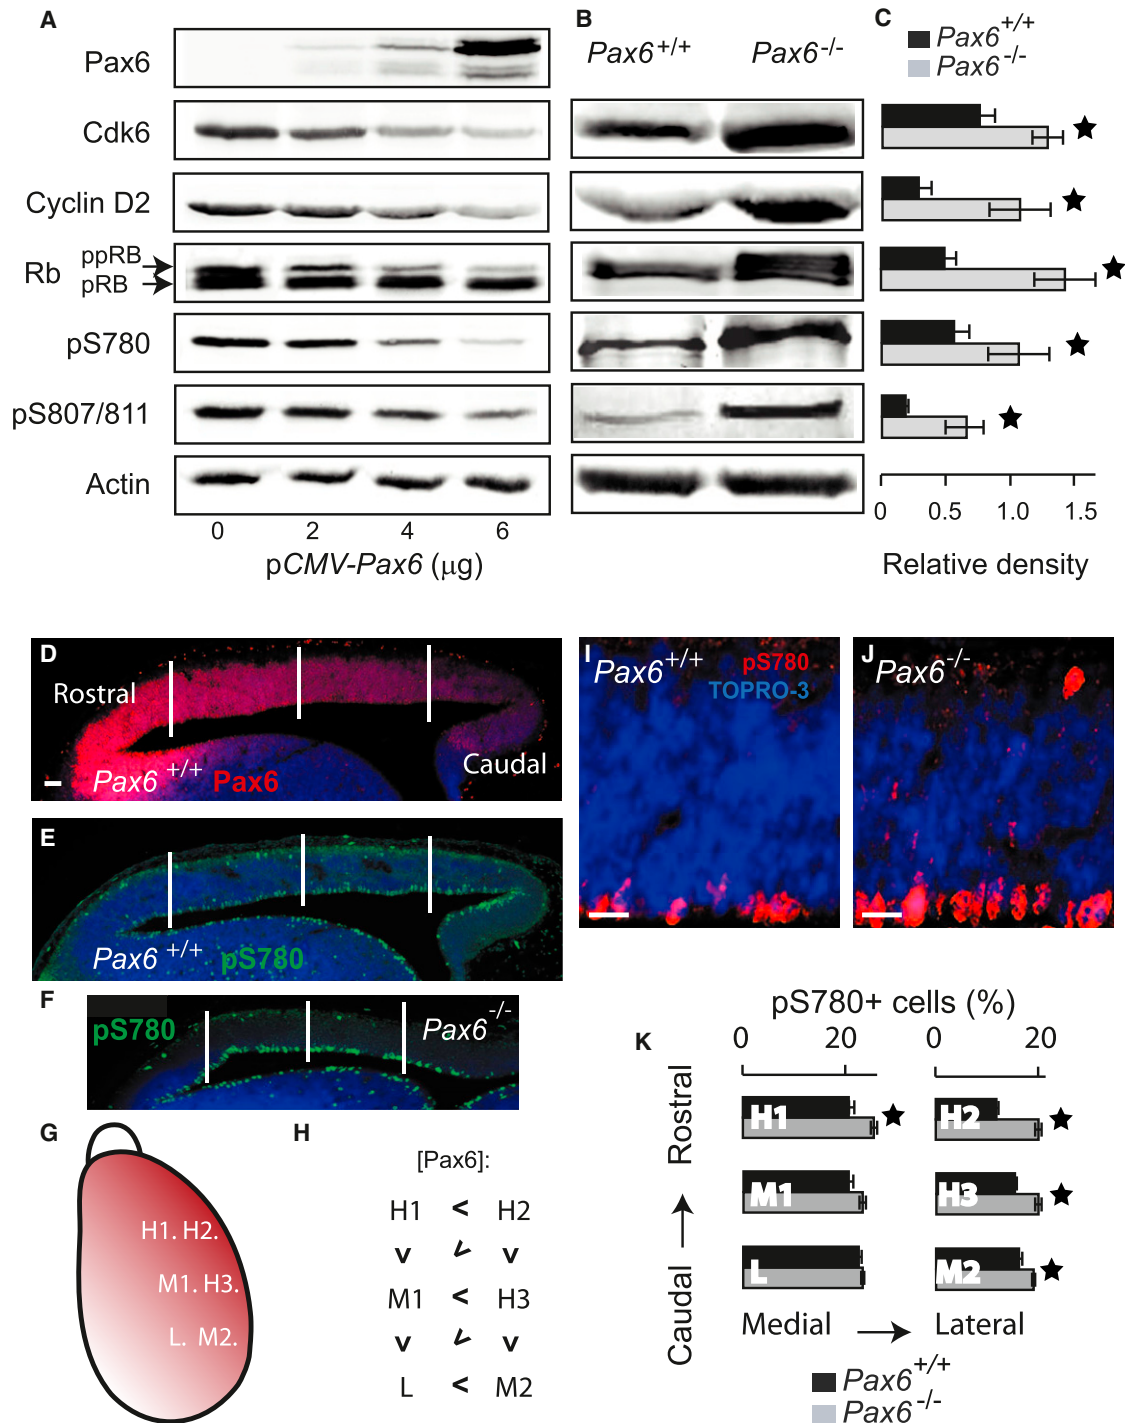 A
B
C
Pax6
Cdk6
Cyclin D2
Rb
ppRB
pRB
pS780
pS807/811
Actin
0 2 4 6
pCMV-Pax6 (µg)
Pax6+/+ Pax6-/-
Pax6+/+
Pax6-/-
0 0.5 1.0 1.5
Relative density
D
Rostral
Caudal
Pax6 +/+ Pax6
E
Pax6 +/+ pS780
F
pS780 Pax6-/-
I
Pax6+/+
pS780
TOPRO-3
J
Pax6-/-
G
H1. H2.
M1. H3.
L. M2.
H
[Pax6]:
H1 < H2
v < v
M1 < H3
v < v
L < M2
K
pS780+ cells (%)
0 20 0 20
H1 H2
M1 H3
L M2
Caudal → Rostral
Medial → Lateral
Pax6+/+
Pax6-/-